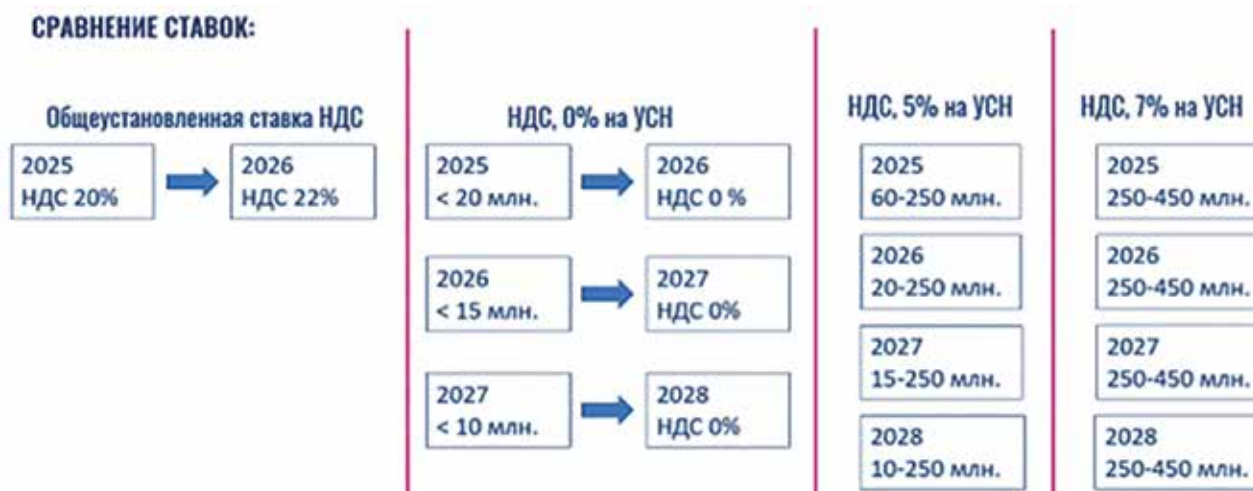 СРАВНЕНИЕ СТАВОК:
Общеустановленная ставка НДС
2025
НДС 20%
2026
НДС 22%
НДС, 0% на УСН
2025
< 20 млн.
2026
НДС 0 %
2026
< 15 млн.
2027
НДС 0%
2027
< 10 млн.
2028
НДС 0%
НДС, 5% на УСН
2025
60-250 млн.
2026
20-250 млн.
2027
15-250 млн.
2028
10-250 млн.
НДС, 7% на УСН
2025
250-450 млн.
2026
250-450 млн.
2027
250-450 млн.
2028
250-450 млн.